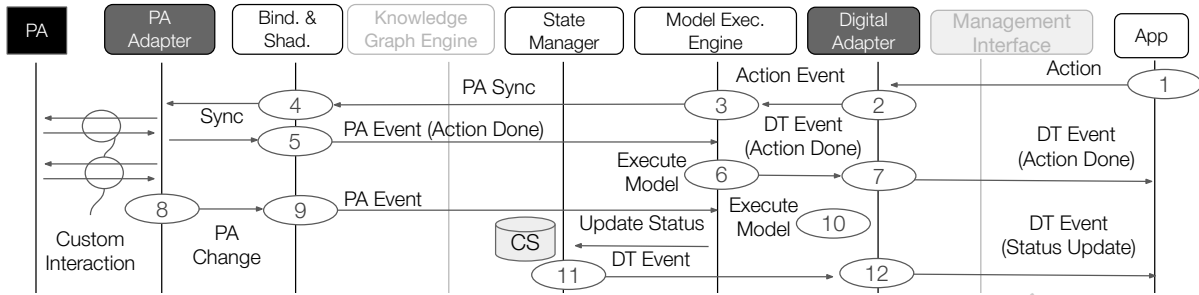 PA
PA
Adapter
Bind. &
Shad.
Knowledge
Graph Engine
State
Manager
Model Exec.
Engine
Digital
Adapter
Management
Interface
App
Action
1
Action Event
2
3
PA Sync
4
Sync
5
PA Event (Action Done)
DT Event
(Action Done)
DT Event
(Action Done)
Execute
Model
6
7
8
PA
Change
9
PA Event
Custom
Interaction
Execute
Model
10
Update Status
CS
DT Event
11
12
DT Event
(Status Update)